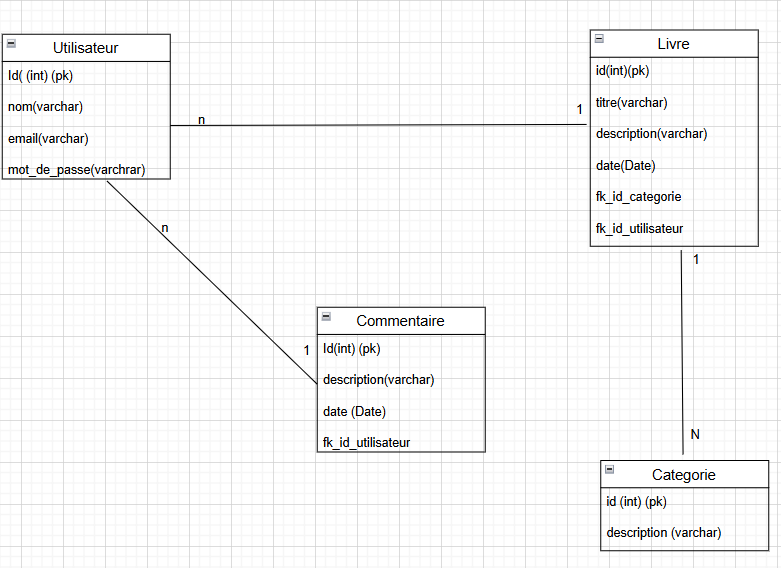 Utilisateur
Id( (int) (pk)
nom(varchar)
email(varchar)
mot_de_passe(varchrar)
n
1
Livre
id(int)(pk)
titre(varchar)
description(varchar)
date(Date)
fk_id_categorie
fk_id_utilisateur
n
1
Commentaire
Id(int) (pk)
description(varchar)
date (Date)
fk_id_utilisateur
1
N
Categorie
id (int) (pk)
description (varchar)